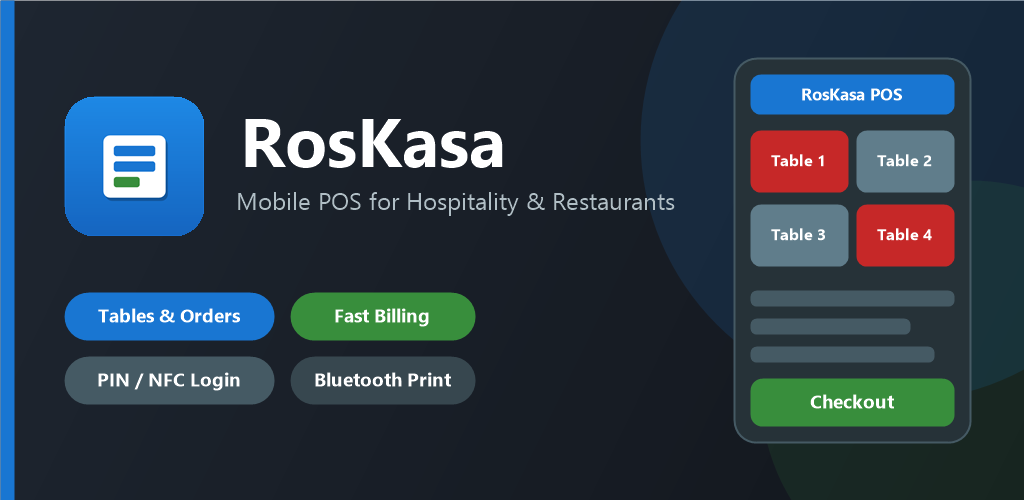 RosKasa
Mobile POS for Hospitality & Restaurants
Tables & Orders
Fast Billing
PIN / NFC Login
Bluetooth Print
RosKasa POS
Table 1
Table 2
Table 3
Table 4
Checkout